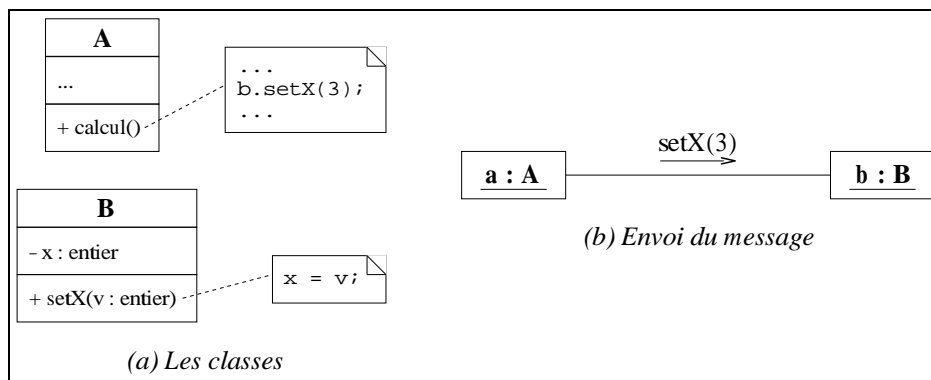 A
...
+ calcul()
...
b.setX(3);
...
B
- x : entier
+ setX(v : entier)
x = v;
(a) Les classes
setX(3)
a : A
b : B
(b) Envoi du message